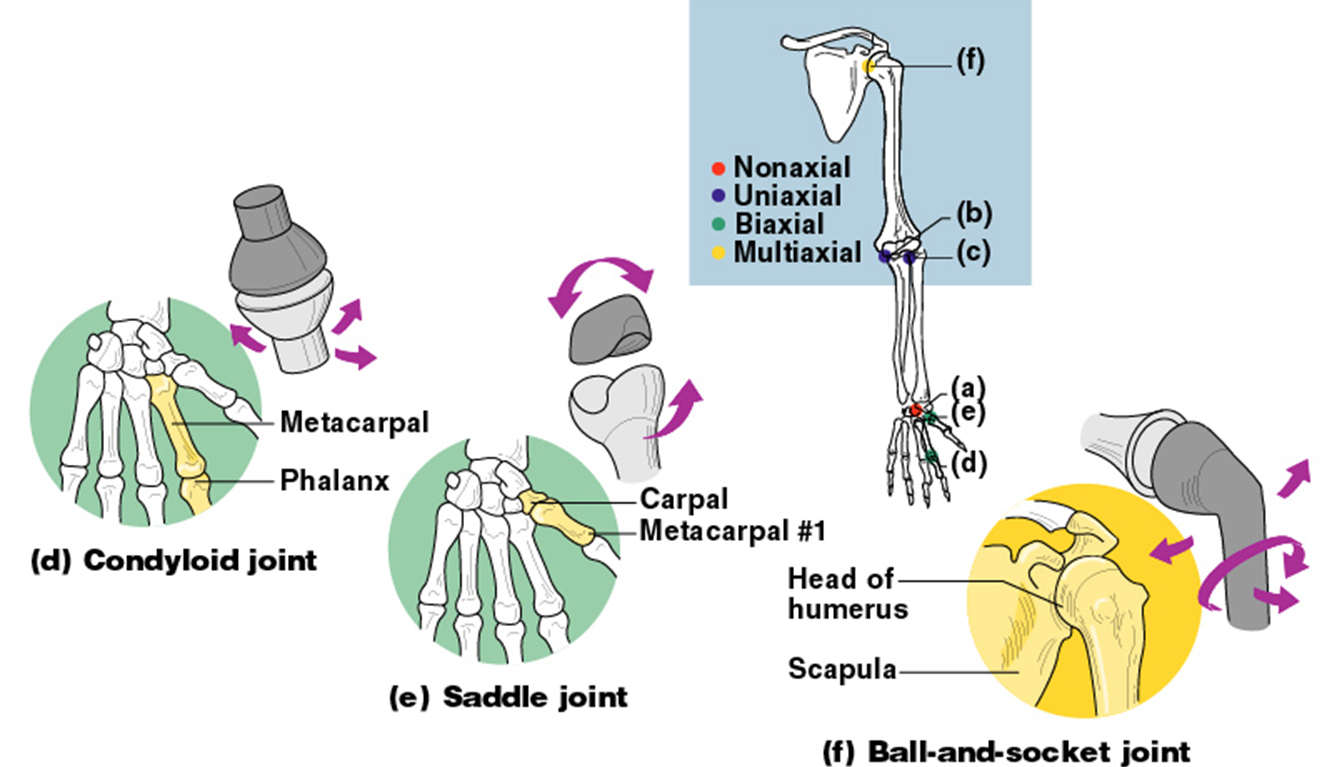 (f)
Nonaxial
Uniaxial
Biaxial
Multiaxial
(b)
(c)
(a)
(e)
(d)
Metacarpal
Phalanx
(d) Condyloid joint
Carpal
Metacarpal #1
(e) Saddle joint
Head of
humerus
Scapula
(f) Ball-and-socket joint